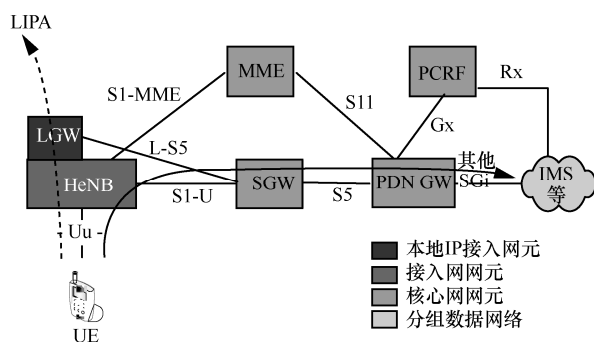 LIPA
MME
PCRF
Rx
S1-MME
S11
Gx
LGW
L-S5
其他
HeNB
S1-U
SGW
S5
PDN GW
SGi
IMS
等
Uu
UE
本地IP接入网元
接入网网元
核心网网元
分组数据网络